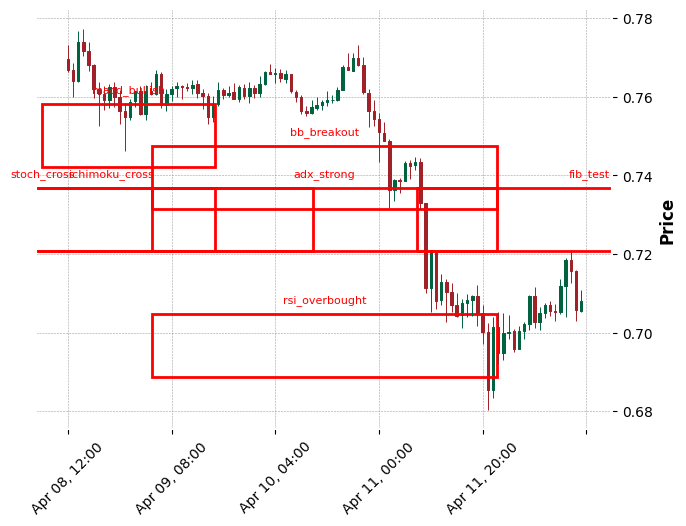 0.78
macd_bullish
0.76
bb_breakout
stoch_cross
ichimoku_cross
adx_strong
fib_test
0.74
Price
0.72
rsi_overbought
0.70
0.68
Apr 08, 12:00
Apr 09, 08:00
Apr 10, 04:00
Apr 11, 00:00
Apr 11, 20:00